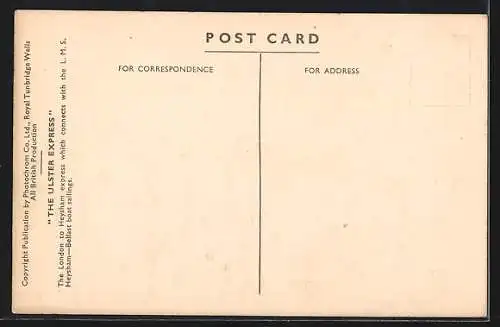 POST CARD
FOR CORRESPONDENCE
FOR ADDRESS
Copyright Publication by Photochrom Co., Ltd., Royal Tunbridge Wells
All British Production
"THE ULSTER EXPRESS"
The London to Heysham express which connects with the L.M.S.
Heysham—Belfast boat sailings.